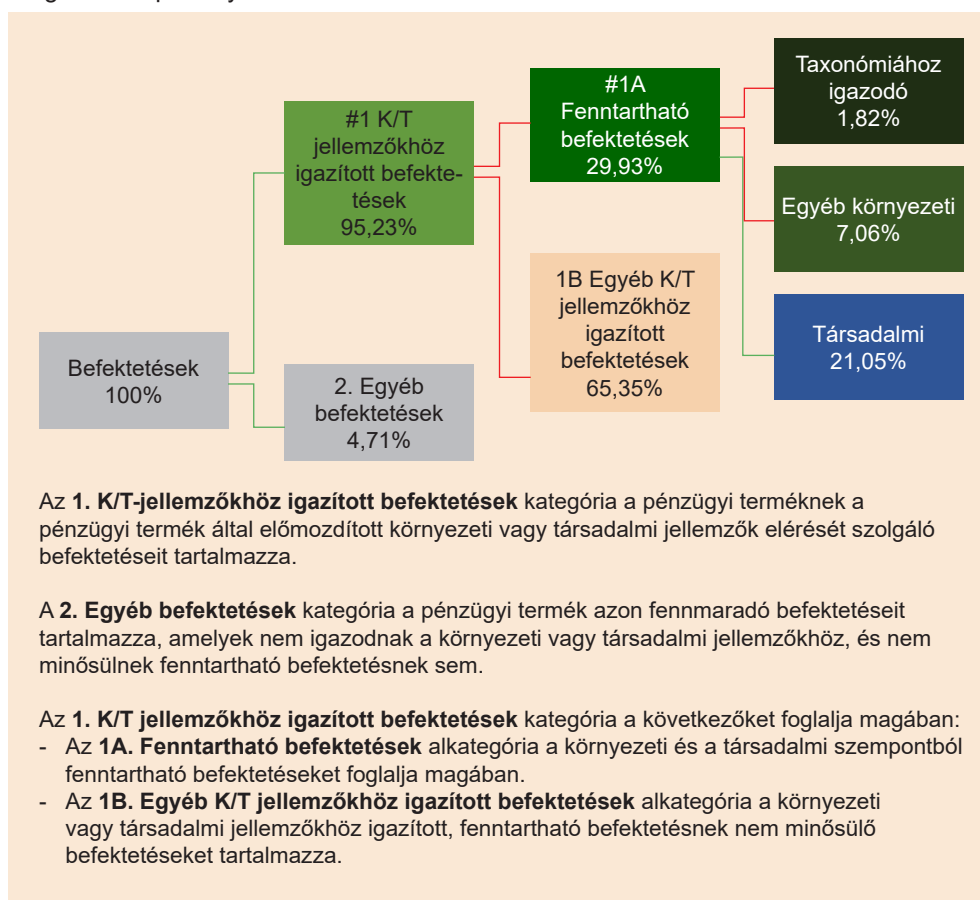 Taxonómiához
igazodó
1,82%
#1A
Fenntartható
befektetések
29,93%
#1 K/T
jellemzőkhöz
igazított befekte-
tések
95,23%
Egyéb környezeti
7,06%
1B Egyéb K/T
jellemzőkhöz
igazított
befektetések
65,35%
Társadalmi
21,05%
Befektetések
100%
2. Egyéb
befektetések
4,71%
Az 1. K/T-jellemzőkhöz igazított befektetések kategória a pénzügyi terméknek a
pénzügyi termék által előmozdított környezeti vagy társadalmi jellemzők elérését szolgáló
befektetéseit tartalmazza.
A 2. Egyéb befektetések kategória a pénzügyi termék azon fennmaradó befektetéseit
tartalmazza, amelyek nem igazodnak a környezeti vagy társadalmi jellemzőkhöz, és nem
minősülnek fenntartható befektetésnek sem.
Az 1. K/T jellemzőkhöz igazított befektetések kategória a következőket foglalja magában:
- Az 1A. Fenntartható befektetések alkategória a környezeti és a társadalmi szempontból
fenntartható befektetéseket foglalja magában.
- Az 1B. Egyéb K/T jellemzőkhöz igazított befektetések alkategória a környezeti
vagy társadalmi jellemzőkhöz igazított, fenntartható befektetésnek nem minősülő
befektetéseket tartalmazza.